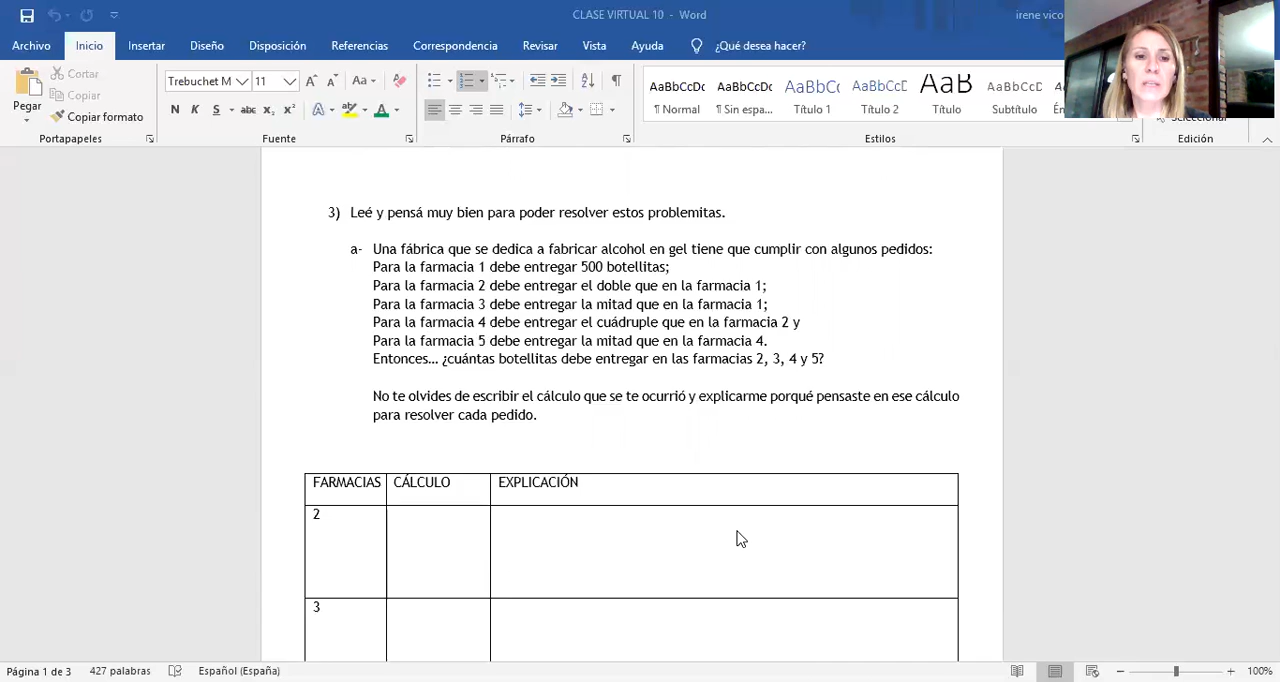 CLASE VIRTUAL 10 - Word
irene vico
Archivo Inicio Insertar Diseño Disposición Referencias Correspondencia Revisar Vista Ayuda ¿Qué desea hacer?
Pegar
Cortar
Copiar
Copiar formato
Portapapeles
Trebuchet M 11
Fuente
Párrafo
AaBbCcDc AaBbCcDc AaBbCc AaBbCcD AaB AaBbCcD
¶ Normal ¶ Sin espa... Título 1 Título 2 Título Subtítulo
Estilos
Seleccionar
Edición
3) Leé y pensá muy bien para poder resolver estos problemitas.
a- Una fábrica que se dedica a fabricar alcohol en gel tiene que cumplir con algunos pedidos:
Para la farmacia 1 debe entregar 500 botellitas;
Para la farmacia 2 debe entregar el doble que en la farmacia 1;
Para la farmacia 3 debe entregar la mitad que en la farmacia 1;
Para la farmacia 4 debe entregar el cuádruple que en la farmacia 2 y
Para la farmacia 5 debe entregar la mitad que en la farmacia 4.
Entonces... ¿cuántas botellitas debe entregar en las farmacias 2, 3, 4 y 5?
No te olvides de escribir el cálculo que se te ocurrió y explicarme porqué pensaste en ese cálculo
para resolver cada pedido.
FARMACIAS CÁLCULO EXPLICACIÓN
2
3
Página 1 de 3 427 palabras Español (España) 100%